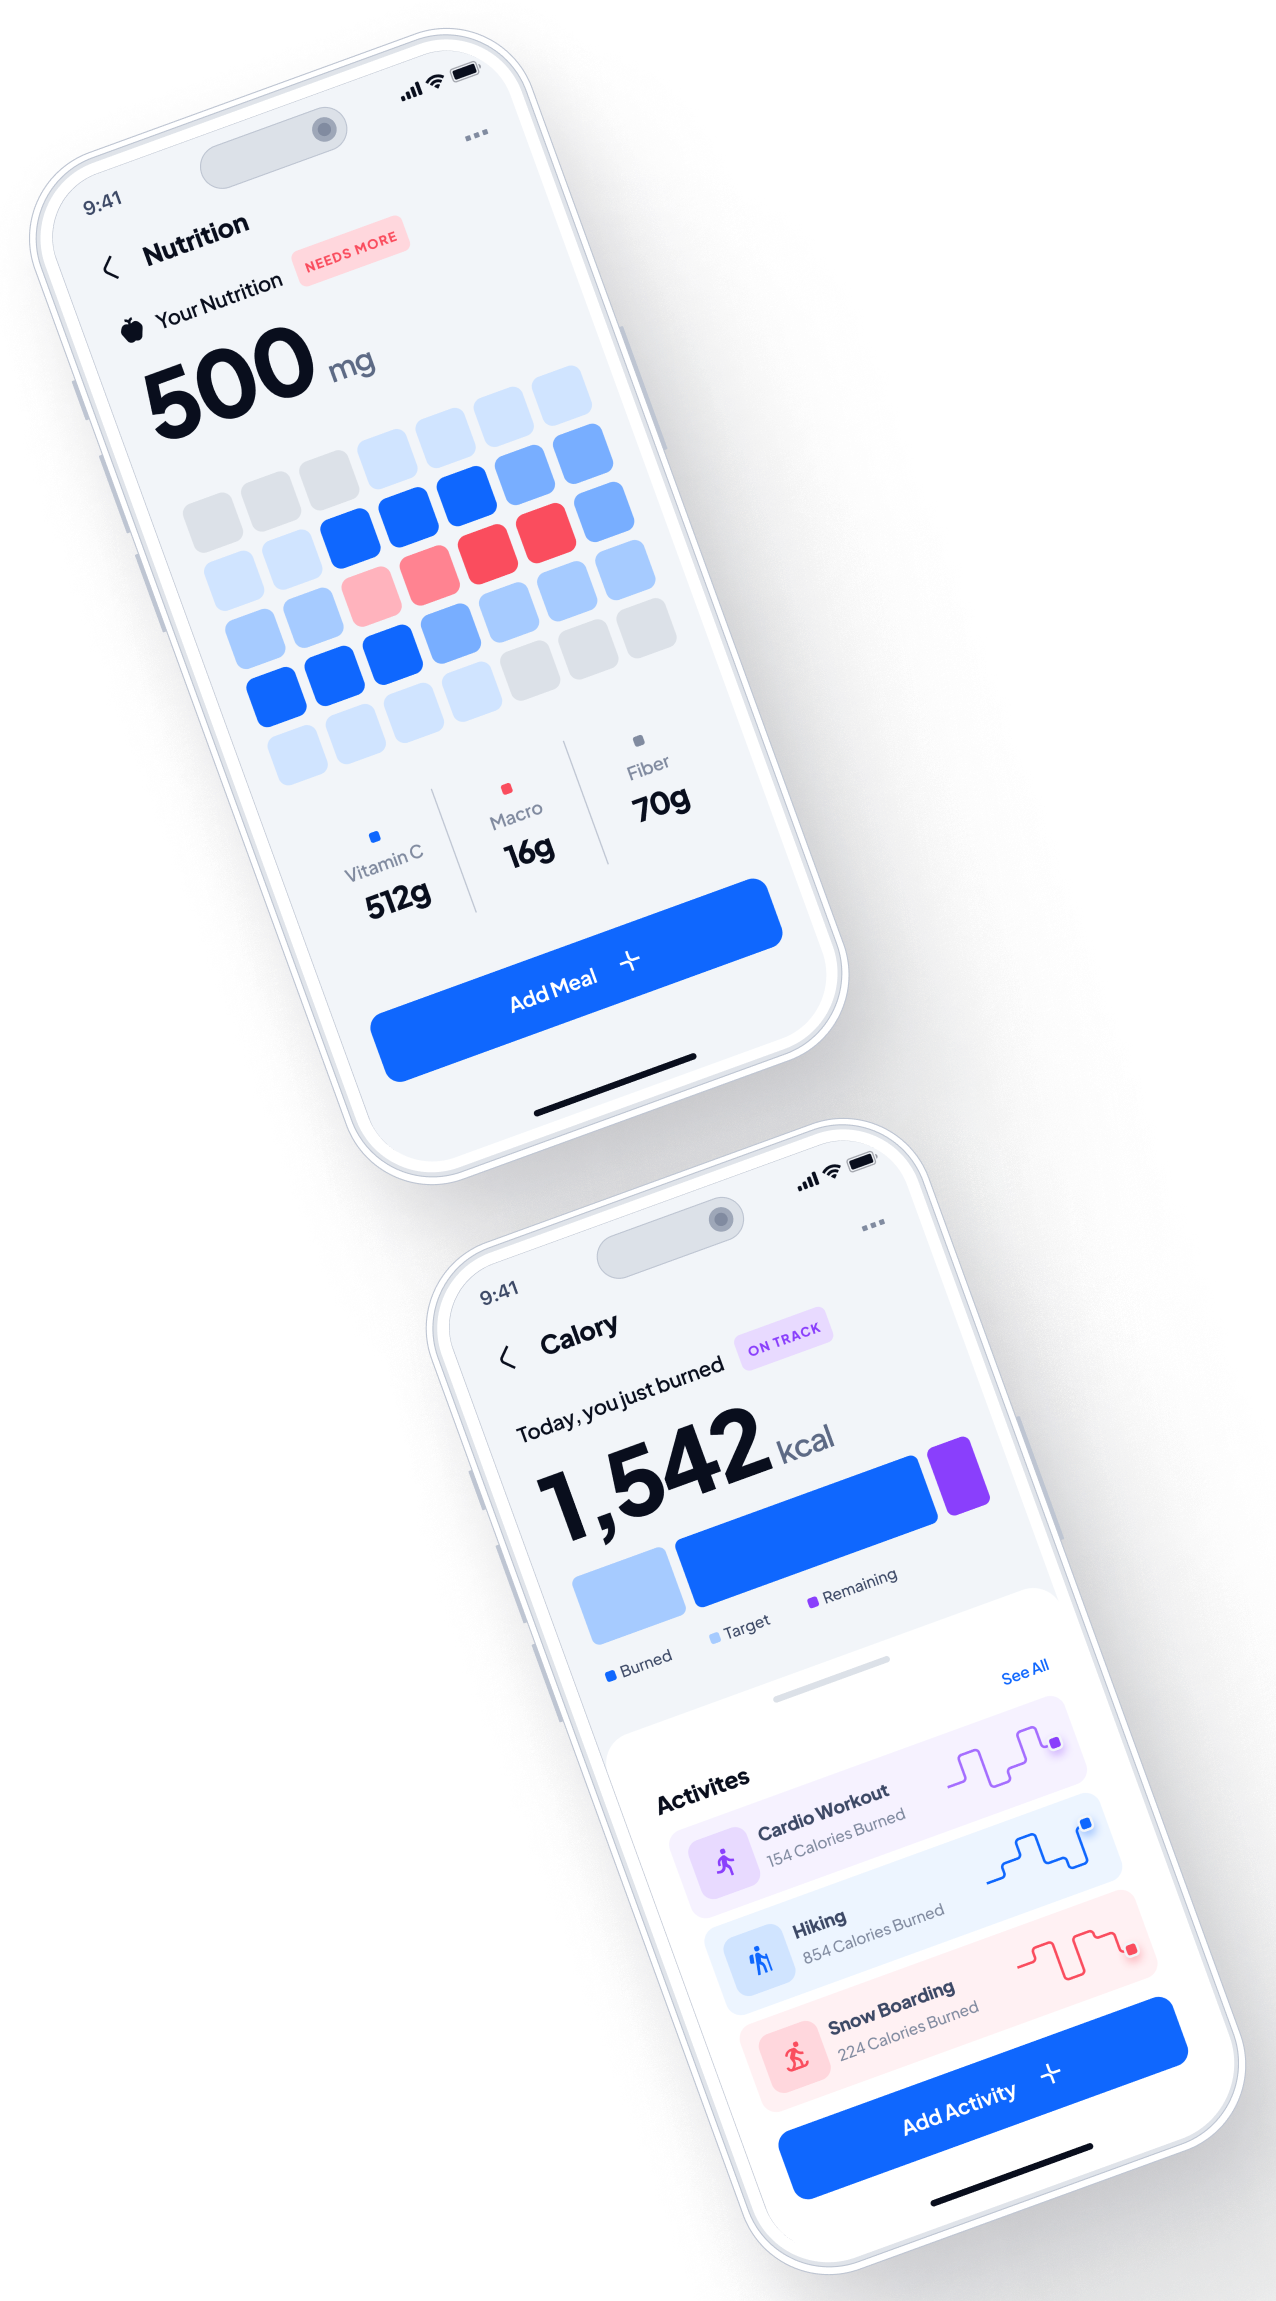 9:41
Nutrition
Your Nutrition
NEEDS MORE
500 mg
Vitamin C
512g
Macro
16g
Fiber
70g
Add Meal
9:41
Calory
Today, you just burned
ON TRACK
1,542 kcal
Burned
Target
Remaining
Activites
See All
Cardio Workout
154 Calories Burned
Hiking
854 Calories Burned
Snow Boarding
224 Calories Burned
Add Activity